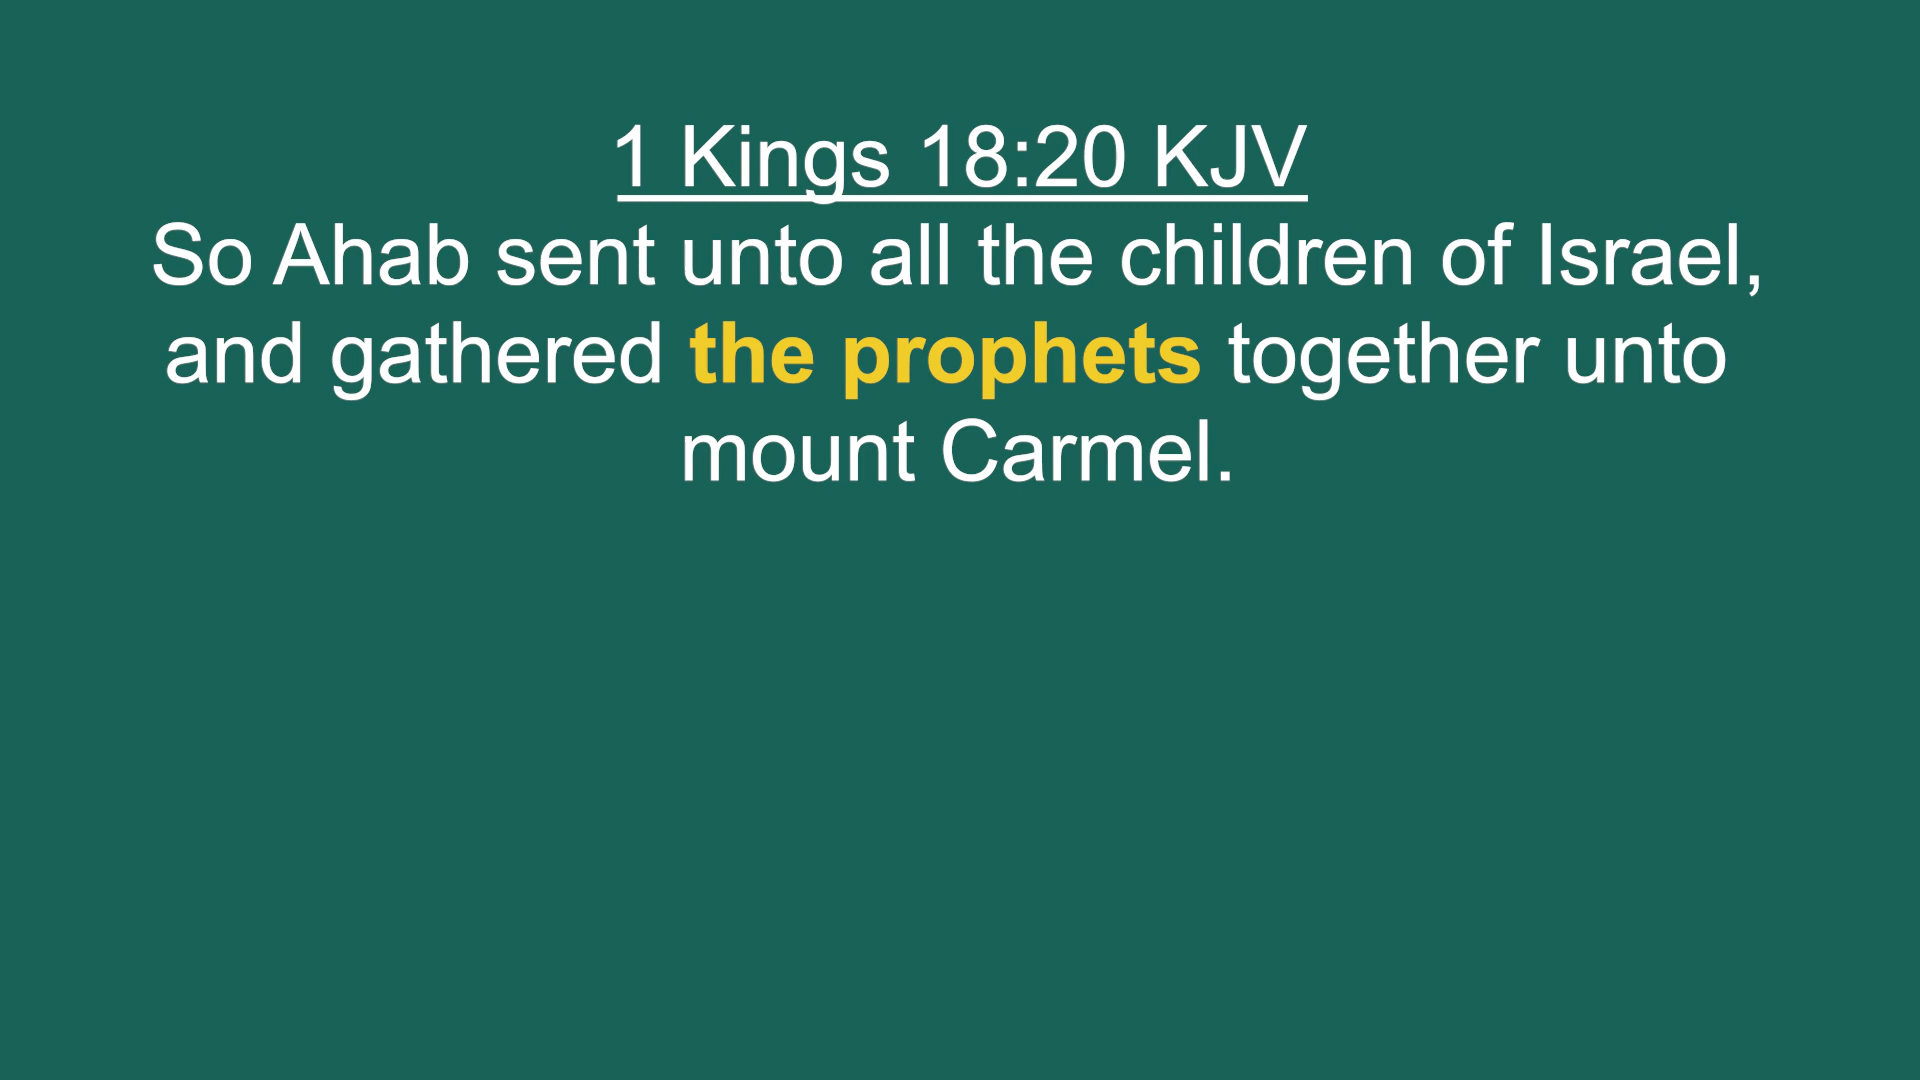 1 Kings 18:20 KJV
So Ahab sent unto all the children of Israel,
and gathered the prophets together unto
mount Carmel.